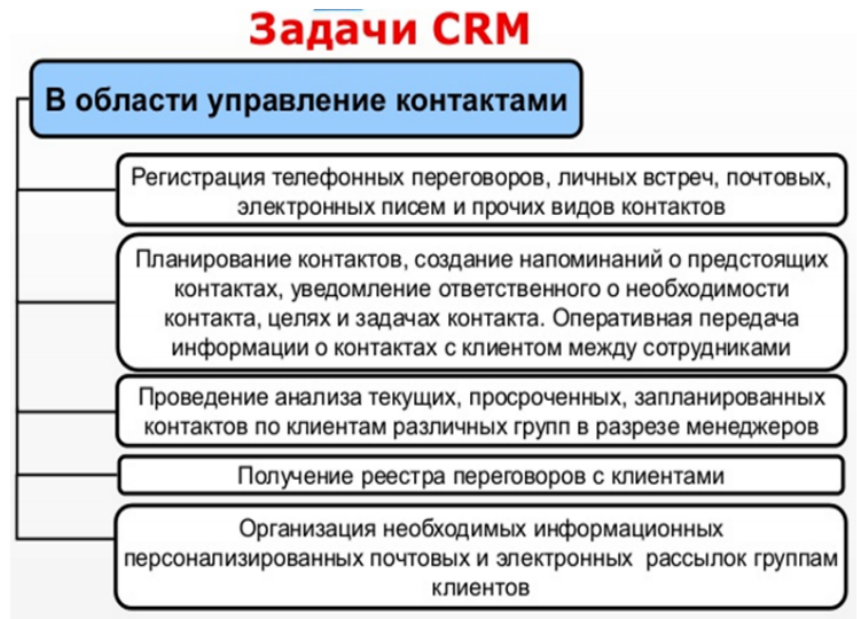 Задачи CRM
В области управление контактами
Регистрация телефонных переговоров, личных встреч, почтовых,
электронных писем и прочих видов контактов
Планирование контактов, создание напоминаний о предстоящих
контактах, уведомление ответственного о необходимости
контакта, целях и задачах контакта. Оперативная передача
информации о контактах с клиентом между сотрудниками
Проведение анализа текущих, просроченных, запланированных
контактов по клиентам различных групп в разрезе менеджеров
Получение реестра переговоров с клиентами
Организация необходимых информационных
персонализированных почтовых и электронных рассылок группам
клиентов